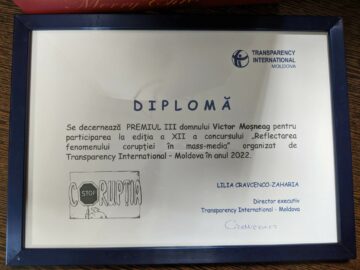 Merry Chri
TRANSPARENCY
INTERNATIONAL
MOLDOVA
DIPLOMĂ
Se decernează PREMIUL III domnului Victor Moșneag pentru
participarea la ediția a XII a concursului „Reflectarea
fenomenului corupției în mass-media” organizat de
Transparency International – Moldova în anul 2022.
LILIA CRAVCENCO-ZAHARIA
Director executiv
Transparency International - Moldova
CORUPȚIA
STOP